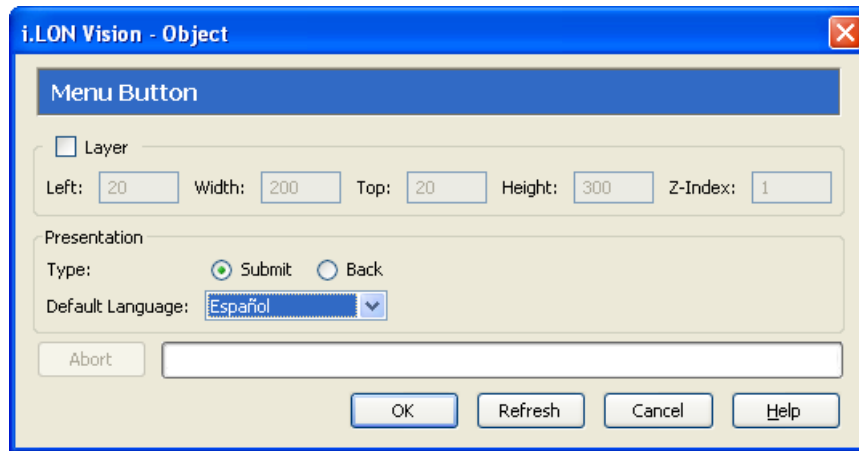 i.LON Vision - Object
Menu Button
Layer
Left: 20 Width: 200 Top: 20 Height: 300 Z-Index: 1
Presentation
Type: Submit Back
Default Language: Español
Abort
OK Refresh Cancel Help